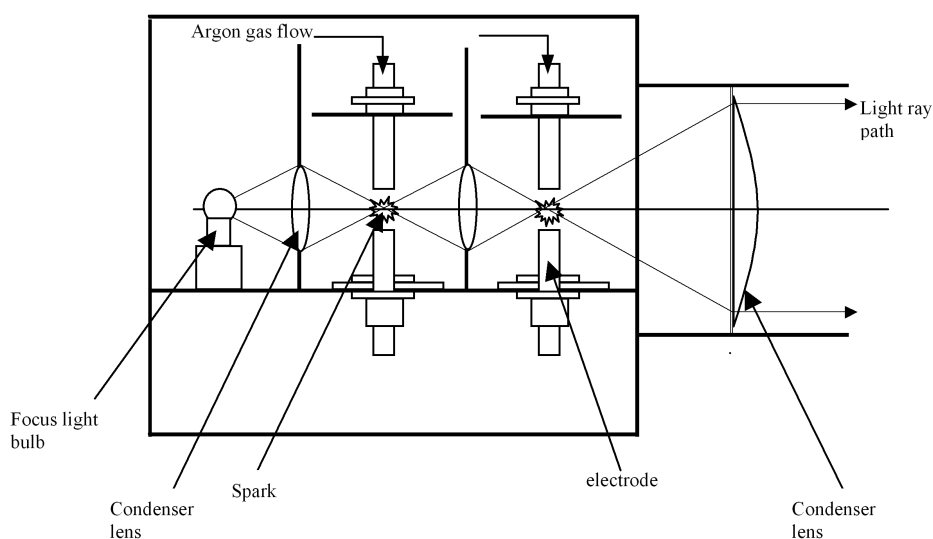 Argon gas flow
Light ray
path
Focus light
bulb
Condenser
lens
Spark
electrode
Condenser
lens